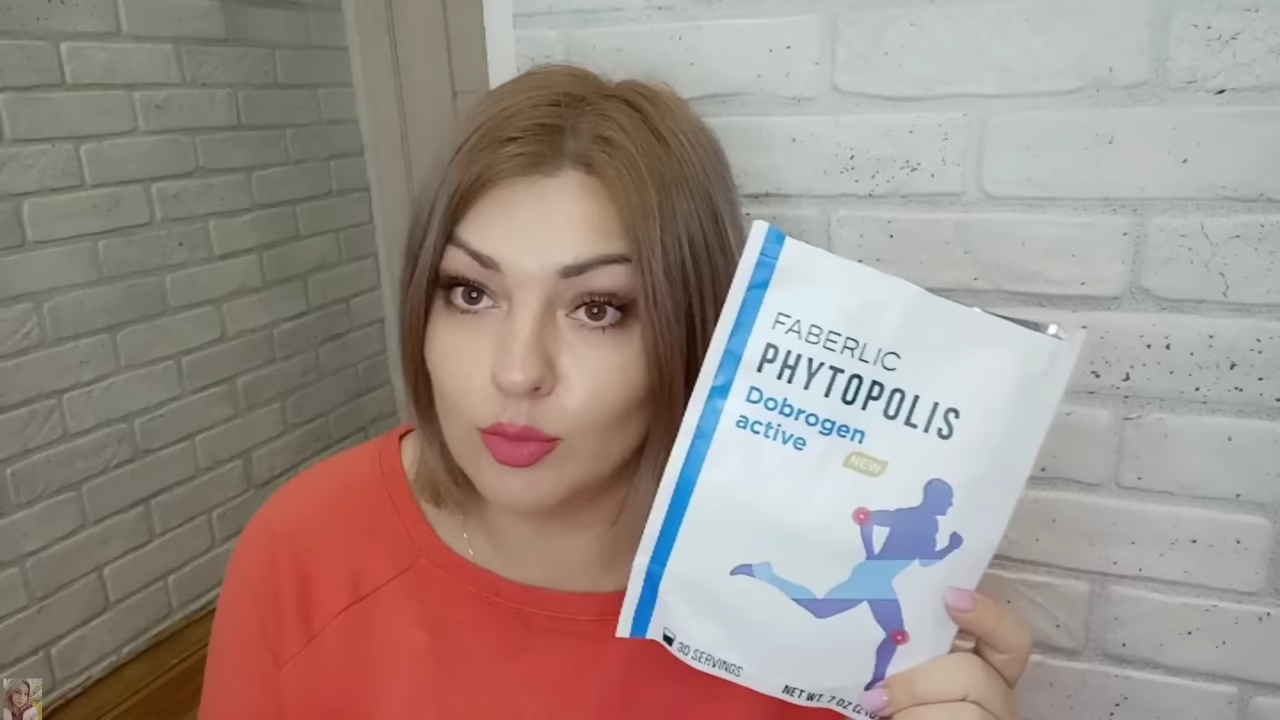 FABERLIC
PHYTOPOLIS
Dobrogen
active
NEW
30 SERVINGS
NET WT. 7 OZ